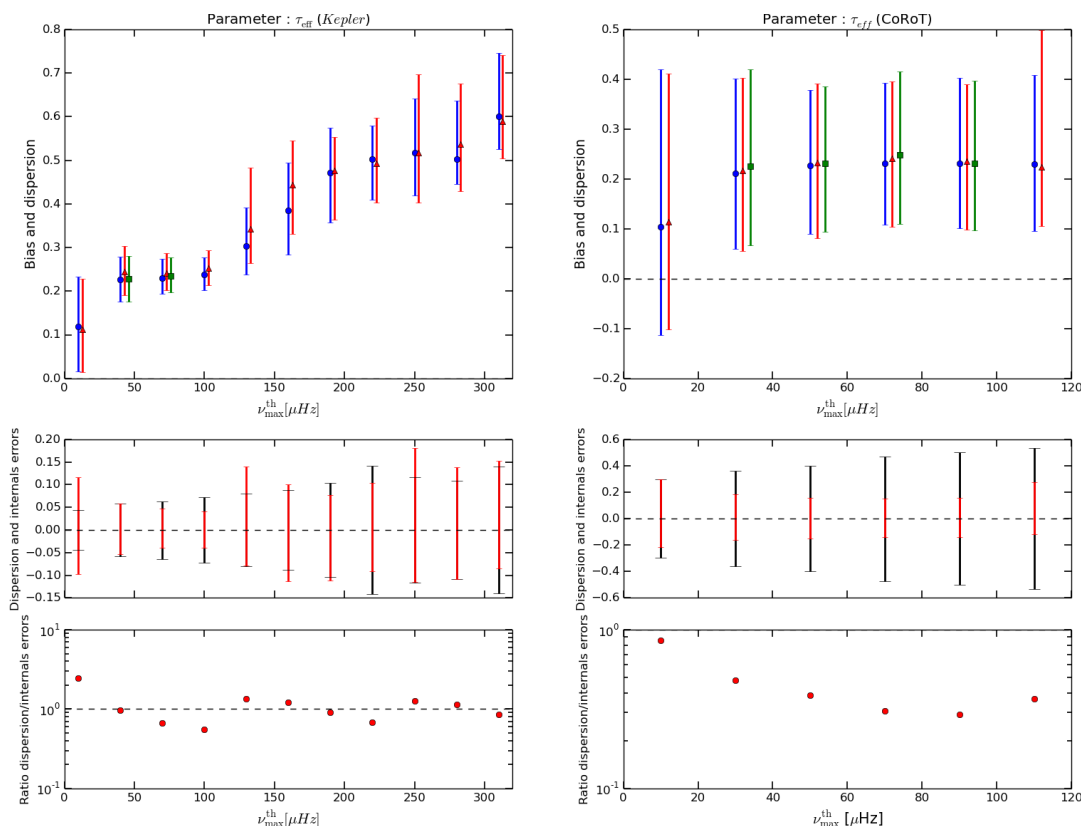 Parameter : τ_eff (Kepler)
Bias and dispersion
0.8
0.7
0.6
0.5
0.4
0.3
0.2
0.1
0.0
0 50 100 150 200 250 300
ν_max^th [μHz]
Parameter : τ_eff (CoRoT)
Bias and dispersion
0.5
0.4
0.3
0.2
0.1
0.0
−0.1
−0.2
0 20 40 60 80 100 120
ν_max^th [μHz]
Dispersion and internals errors
0.20
0.15
0.10
0.05
0.00
−0.05
−0.10
−0.15
Dispersion and internals errors
0.6
0.4
0.2
0.0
−0.2
−0.4
−0.6
Ratio dispersion/internals errors
10^1
10^0
10^-1
0 50 100 150 200 250 300
ν_max^th [μHz]
Ratio dispersion/internals errors
10^0
10^-1
0 20 40 60 80 100 120
ν_max^th [μHz]